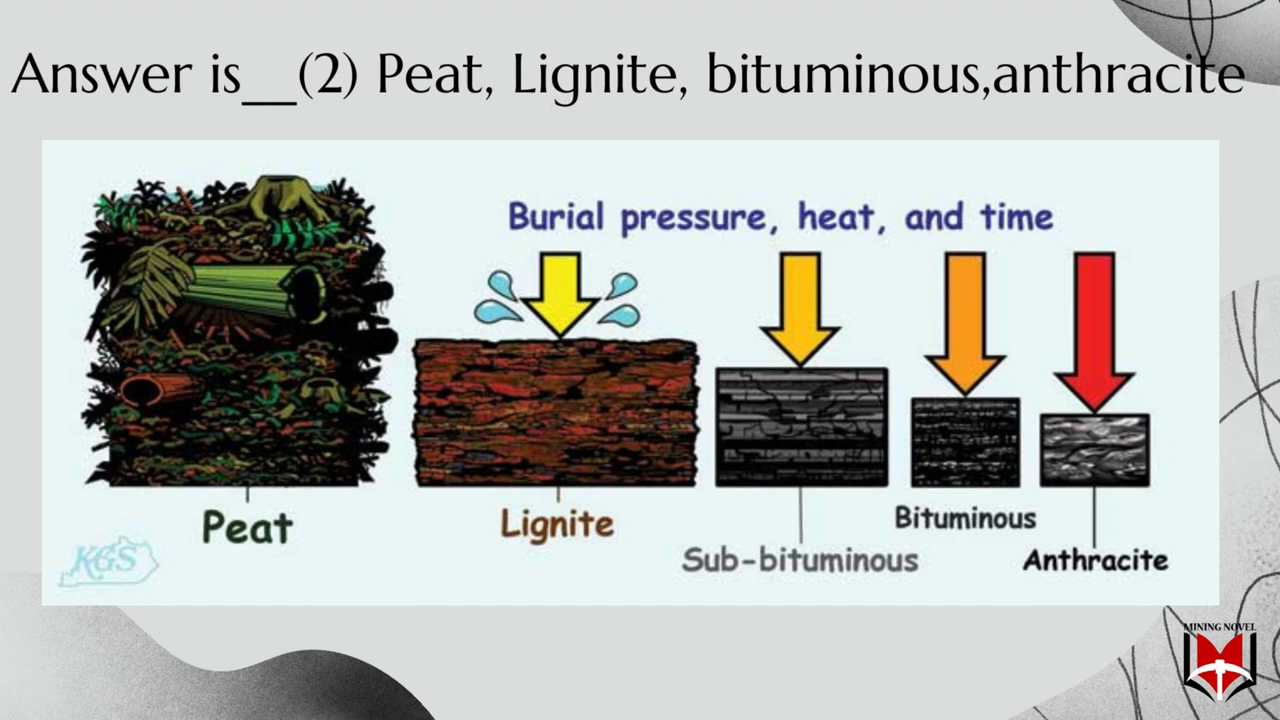 Answer is__(2) Peat, Lignite, bituminous,anthracite
Burial pressure, heat, and time
Peat
Lignite
Sub-bituminous
Bituminous
Anthracite
KGS
MINING NOVEL